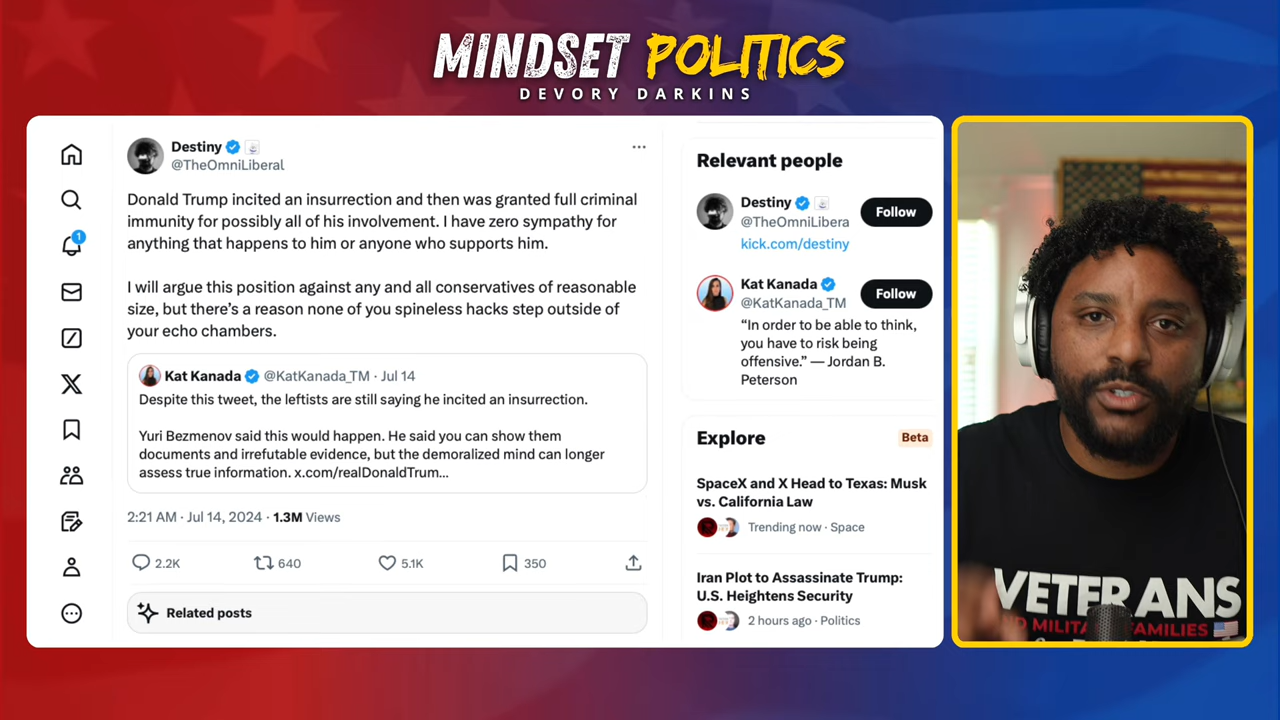 MINDSET POLITICS
DEVORY DARKINS
Destiny
@TheOmniLiberal
Donald Trump incited an insurrection and then was granted full criminal
immunity for possibly all of his involvement. I have zero sympathy for
anything that happens to him or anyone who supports him.
I will argue this position against any and all conservatives of reasonable
size, but there's a reason none of you spineless hacks step outside of
your echo chambers.
Kat Kanada @KatKanada_TM · Jul 14
Despite this tweet, the leftists are still saying he incited an insurrection.
Yuri Bezmenov said this would happen. He said you can show them
documents and irrefutable evidence, but the demoralized mind can longer
assess true information. x.com/realDonaldTrum...
2:21 AM · Jul 14, 2024 · 1.3M Views
2.2K 640 5.1K 350
Related posts
1
Relevant people
Destiny
@TheOmniLibera
Follow
kick.com/destiny
Kat Kanada
@KatKanada_TM
Follow
“In order to be able to think,
you have to risk being
offensive.” — Jordan B.
Peterson
Explore
Beta
SpaceX and X Head to Texas: Musk
vs. California Law
Trending now · Space
Iran Plot to Assassinate Trump:
U.S. Heightens Security
2 hours ago · Politics
VETERANS
MILITARY FAMILIES